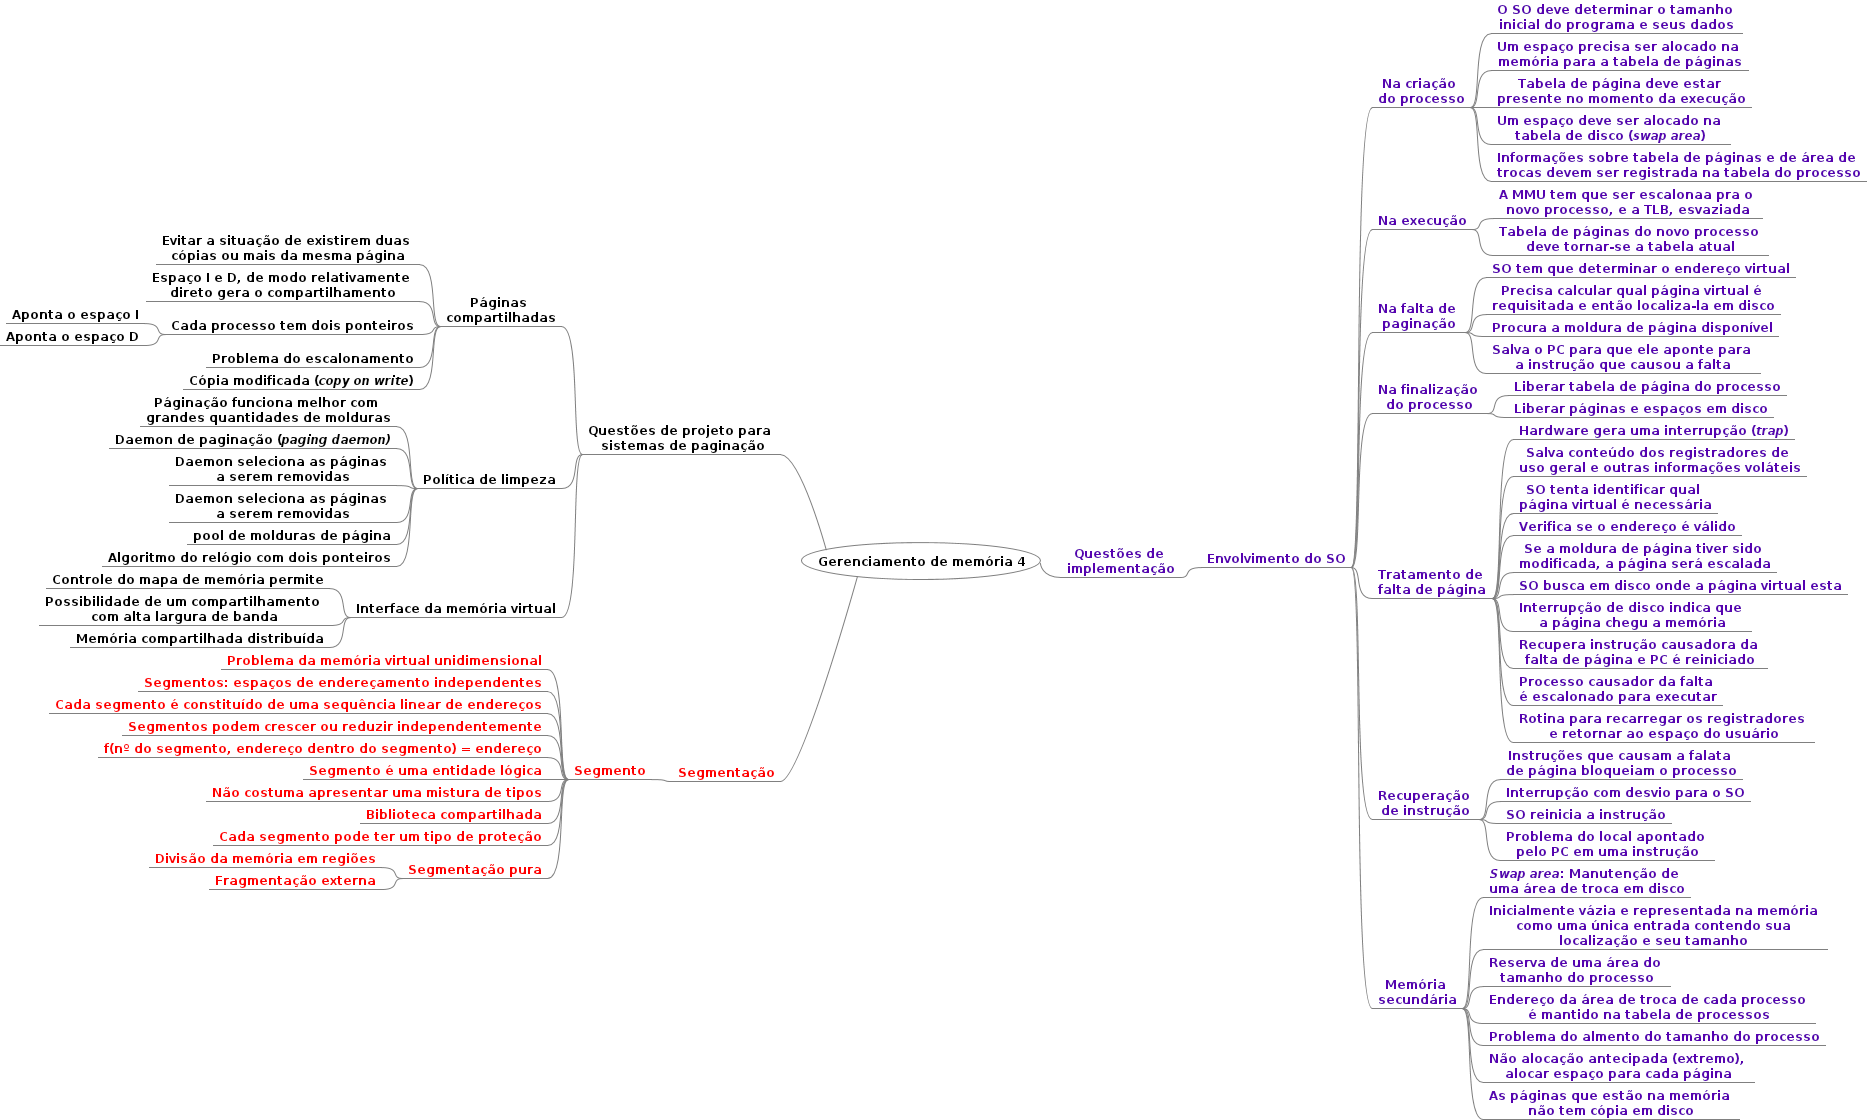 Gerenciamento de memória 4
Questões de projeto para
sistemas de paginação
Páginas
compartilhadas
Evitar a situação de existirem duas
cópias ou mais da mesma página
Espaço I e D, de modo relativamente
direto gera o compartilhamento
Cada processo tem dois ponteiros
Aponta o espaço I
Aponta o espaço D
Problema do escalonamento
Cópia modificada (copy on write)
Política de limpeza
Páginação funciona melhor com
grandes quantidades de molduras
Daemon de paginação (paging daemon)
Daemon seleciona as páginas
a serem removidas
Daemon seleciona as páginas
a serem removidas
pool de molduras de página
Algoritmo do relógio com dois ponteiros
Interface da memória virtual
Controle do mapa de memória permite
Possibilidade de um compartilhamento
com alta largura de banda
Memória compartilhada distribuída
Segmentação
Segmento
Problema da memória virtual unidimensional
Segmentos: espaços de endereçamento independentes
Cada segmento é constituído de uma sequência linear de endereços
Segmentos podem crescer ou reduzir independentemente
f(nº do segmento, endereço dentro do segmento) = endereço
Segmento é uma entidade lógica
Não costuma apresentar uma mistura de tipos
Biblioteca compartilhada
Cada segmento pode ter um tipo de proteção
Segmentação pura
Divisão da memória em regiões
Fragmentação externa
Questões de
implementação
Envolvimento do SO
Na criação
do processo
O SO deve determinar o tamanho
inicial do programa e seus dados
Um espaço precisa ser alocado na
memória para a tabela de páginas
Tabela de página deve estar
presente no momento da execução
Um espaço deve ser alocado na
tabela de disco (swap area)
Informações sobre tabela de páginas e de área de
trocas devem ser registrada na tabela do processo
Na execução
A MMU tem que ser escalonaa pra o
novo processo, e a TLB, esvaziada
Tabela de páginas do novo processo
deve tornar-se a tabela atual
Na falta de
paginação
SO tem que determinar o endereço virtual
Precisa calcular qual página virtual é
requisitada e então localiza-la em disco
Procura a moldura de página disponível
Salva o PC para que ele aponte para
a instrução que causou a falta
Na finalização
do processo
Liberar tabela de página do processo
Liberar páginas e espaços em disco
Tratamento de
falta de página
Hardware gera uma interrupção (trap)
Salva conteúdo dos registradores de
uso geral e outras informações voláteis
SO tenta identificar qual
página virtual é necessária
Verifica se o endereço é válido
Se a moldura de página tiver sido
modificada, a página será escalada
SO busca em disco onde a página virtual esta
Interrupção de disco indica que
a página chegu a memória
Recupera instrução causadora da
falta de página e PC é reiniciado
Processo causador da falta
é escalonado para executar
Rotina para recarregar os registradores
e retornar ao espaço do usuário
Recuperação
de instrução
Instruções que causam a falata
de página bloqueiam o processo
Interrupção com desvio para o SO
SO reinicia a instrução
Problema do local apontado
pelo PC em uma instrução
Memória
secundária
Swap area: Manutenção de
uma área de troca em disco
Inicialmente vázia e representada na memória
como uma única entrada contendo sua
localização e seu tamanho
Reserva de uma área do
tamanho do processo
Endereço da área de troca de cada processo
é mantido na tabela de processos
Problema do almento do tamanho do processo
Não alocação antecipada (extremo),
alocar espaço para cada página
As páginas que estão na memória
não tem cópia em disco